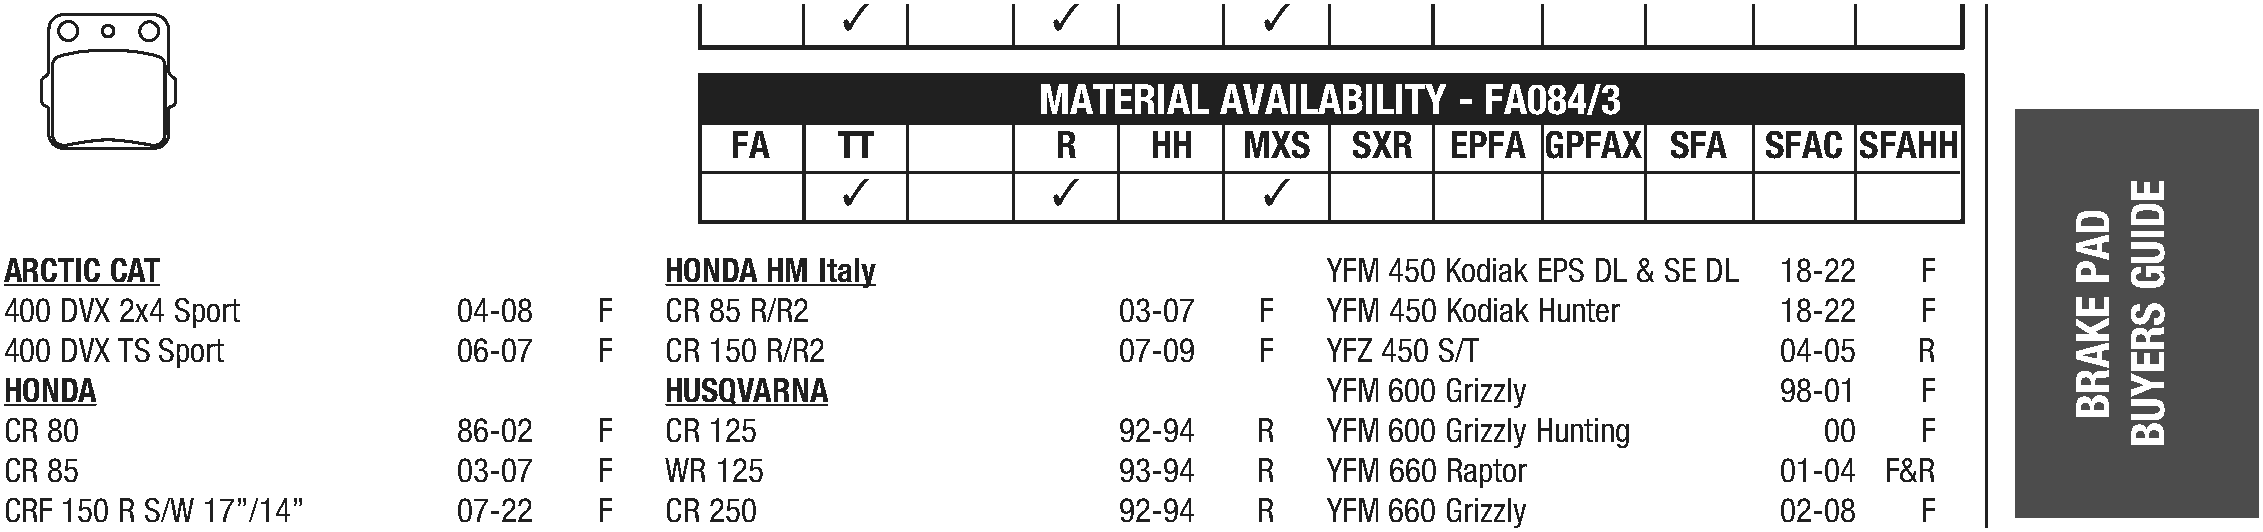 ✓ ✓ ✓
MATERIAL AVAILABILITY - FA084/3
FA TT R HH MXS SXR EPFA GPFAX SFA SFAC SFAHH
✓ ✓ ✓
ARCTIC CAT
400 DVX 2x4 Sport 04-08 F
400 DVX TS Sport 06-07 F
HONDA
CR 80 86-02 F
CR 85 03-07 F
CRF 150 R S/W 17”/14” 07-22 F
HONDA HM Italy
CR 85 R/R2 03-07 F
CR 150 R/R2 07-09 F
HUSQVARNA
CR 125 92-94 R
WR 125 93-94 R
CR 250 92-94 R
YFM 450 Kodiak EPS DL & SE DL 18-22 F
YFM 450 Kodiak Hunter 18-22 F
YFZ 450 S/T 04-05 R
YFM 600 Grizzly 98-01 F
YFM 600 Grizzly Hunting 00 F
YFM 660 Raptor 01-04 F&R
YFM 660 Grizzly 02-08 F
BRAKE PAD
BUYERS GUIDE